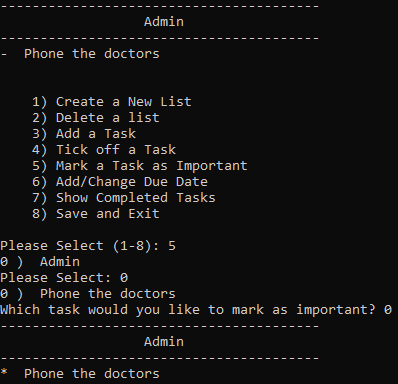 ----------------------------------------
Admin
----------------------------------------
-  Phone the doctors
1) Create a New List
2) Delete a list
3) Add a Task
4) Tick off a Task
5) Mark a Task as Important
6) Add/Change Due Date
7) Show Completed Tasks
8) Save and Exit
Please Select (1-8): 5
0 )  Admin
Please Select: 0
0 )  Phone the doctors
Which task would you like to mark as important? 0
----------------------------------------
Admin
----------------------------------------
*  Phone the doctors